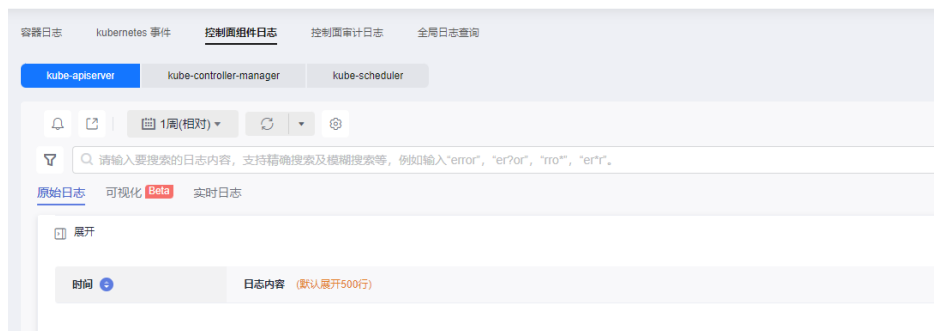 容器日志 kubernetes 事件 控制面组件日志 控制面审计日志 全局日志查询
kube-apiserver kube-controller-manager kube-scheduler
1周(相对)
请输入要搜索的日志内容，支持精确搜索及模糊搜索等，例如输入"error"，"er?or"，"rro*"，"er*r"。
原始日志 可视化 Beta 实时日志
展开
时间 日志内容 (默认展开500行)